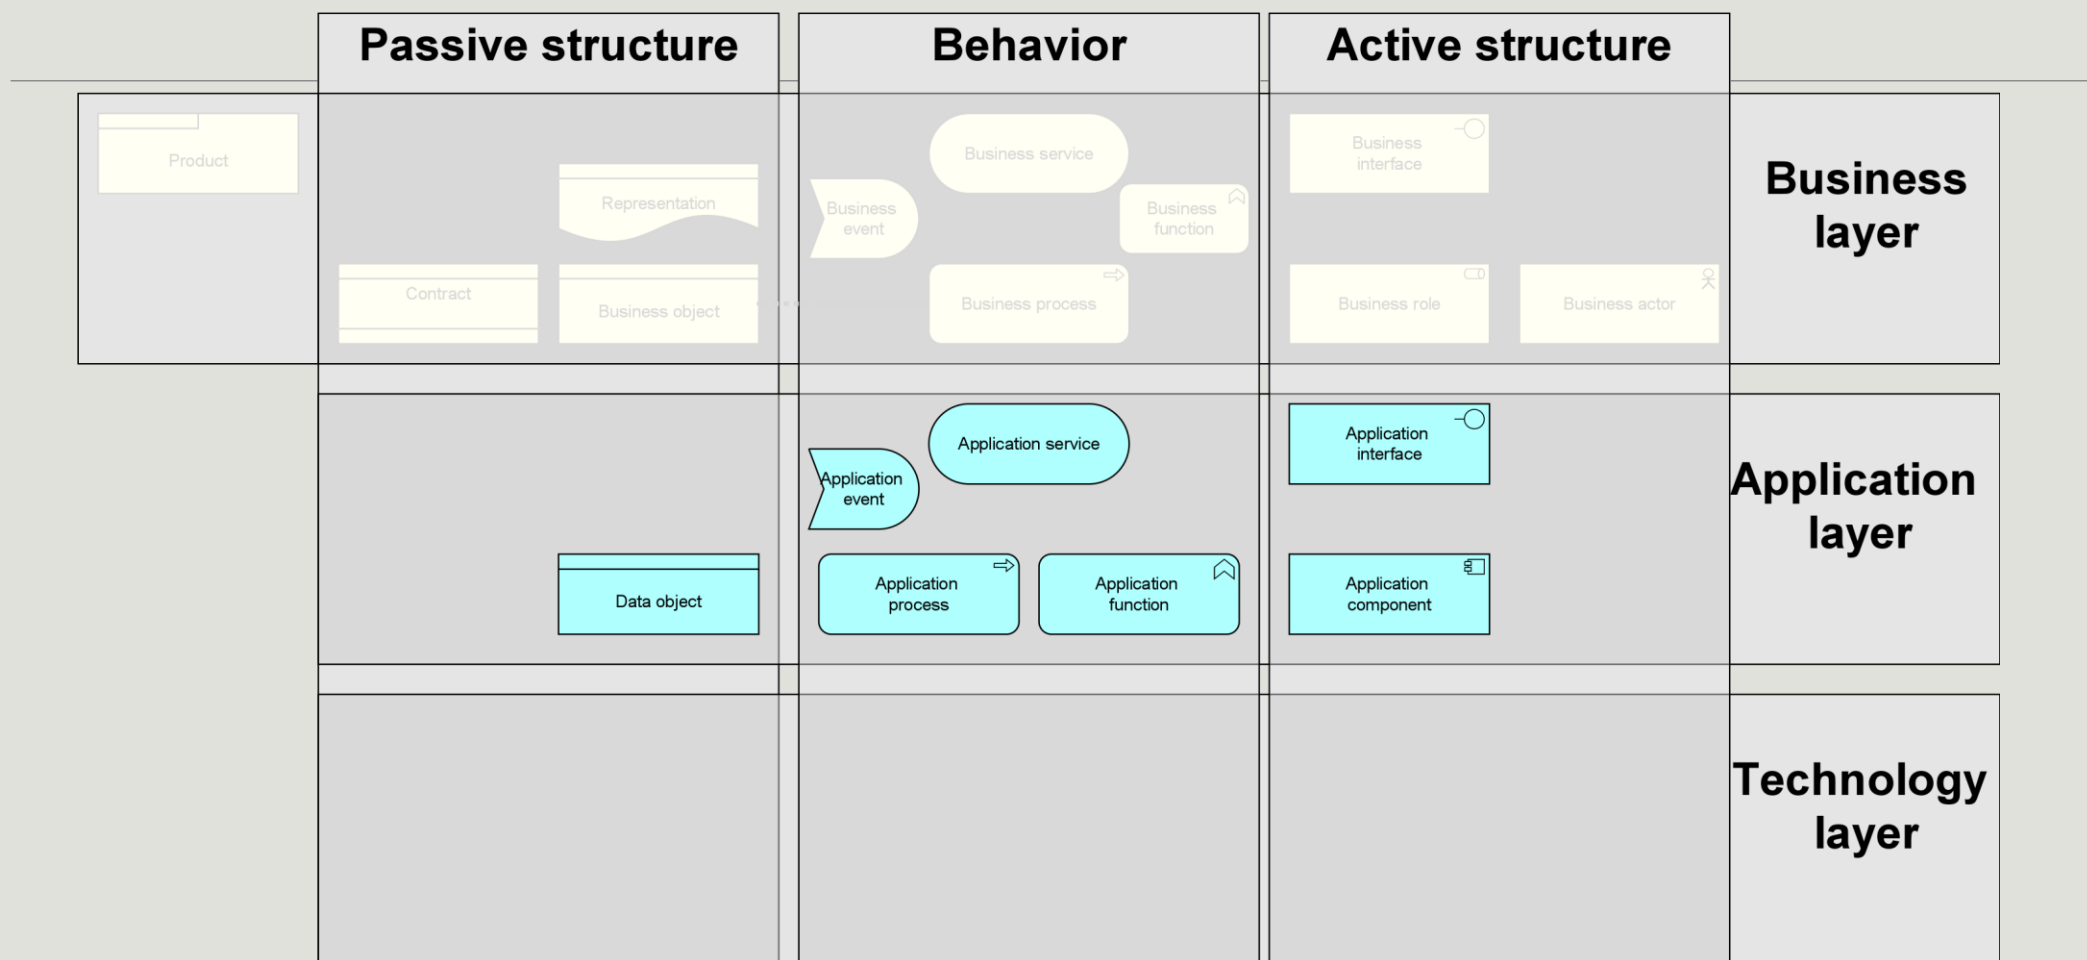 Passive structure
Behavior
Active structure
Product
Representation
Contract
Business object
Business service
Business
event
Business
function
Business process
Business
interface
Business role
Business actor
Business
layer
Application service
Application
event
Data object
Application
process
Application
function
Application
interface
Application
component
Application
layer
Technology
layer